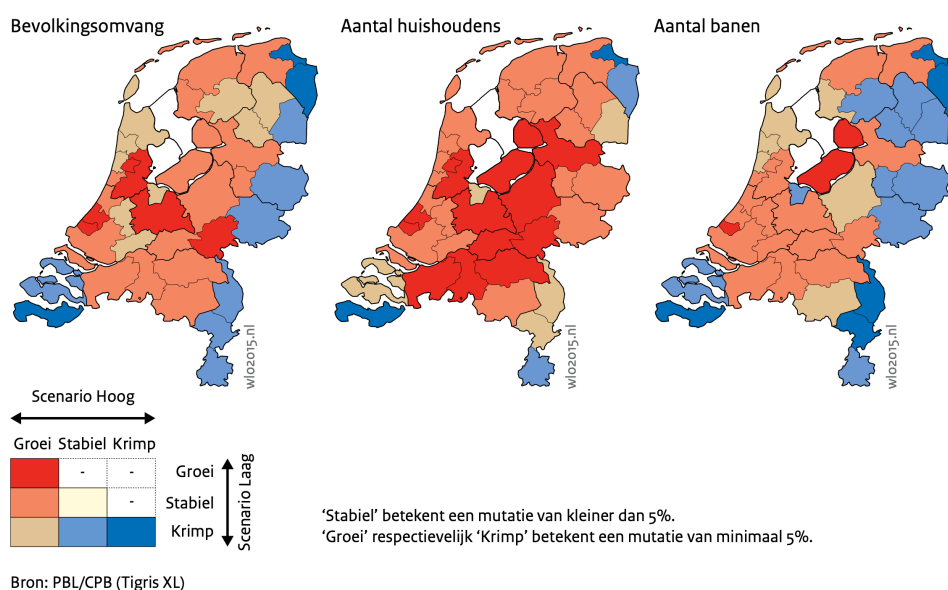 Bevolkingsomvang
Aantal huishoudens
Aantal banen
wlo2015.nl
wlo2015.nl
wlo2015.nl
Scenario Hoog
Groei Stabiel Krimp
- - Groei
- Stabiel
Krimp
Scenario Laag
‘Stabiel’ betekent een mutatie van kleiner dan 5%.
‘Groei’ respectievelijk ‘Krimp’ betekent een mutatie van minimaal 5%.
Bron: PBL/CPB (Tigris XL)